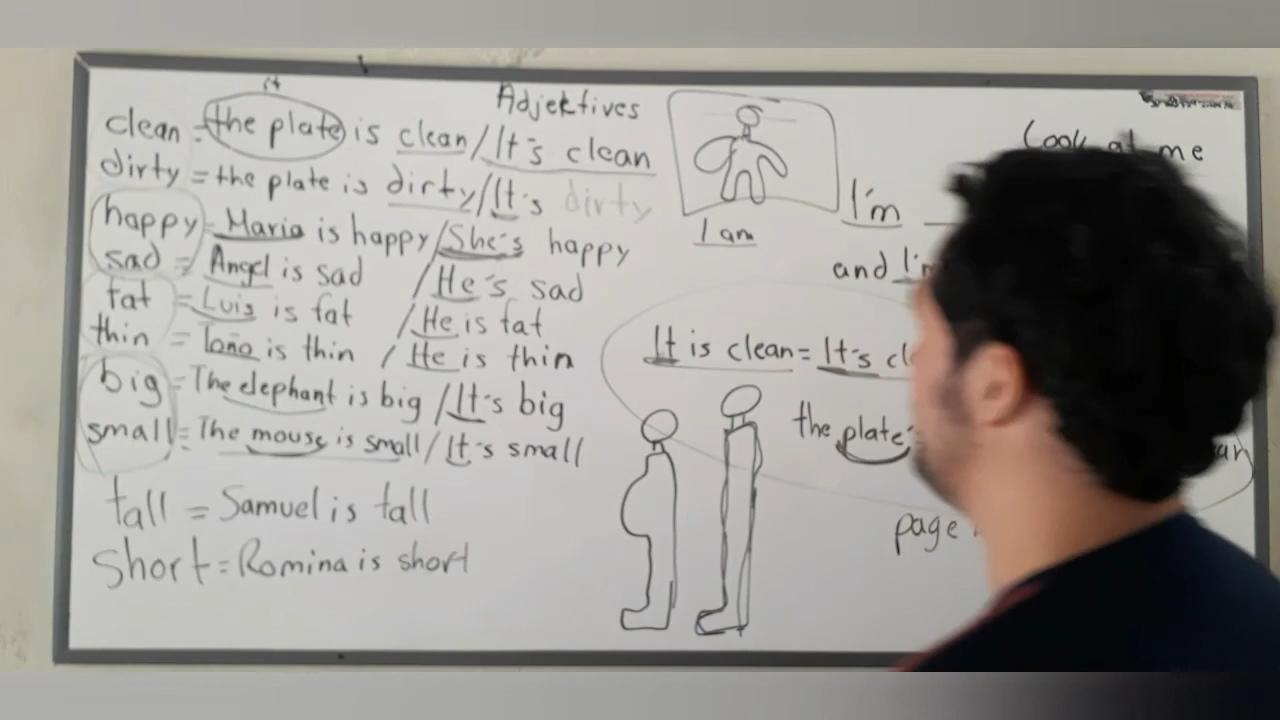 it
Adjektives
clean = the plate is clean/It's clean
dirty = the plate is dirty/It's dirty
happy = Maria is happy/She's happy
sad = Angel is sad / He's sad
fat = Luis is fat / He is fat
thin = Toño is thin / He is thin
big = The elephant is big / It's big
small = The mouse is small / It's small
tall = Samuel is tall
short = Romina is short
I am
Look at me
I'm
and I'm
It is clean = It's
the plate
page